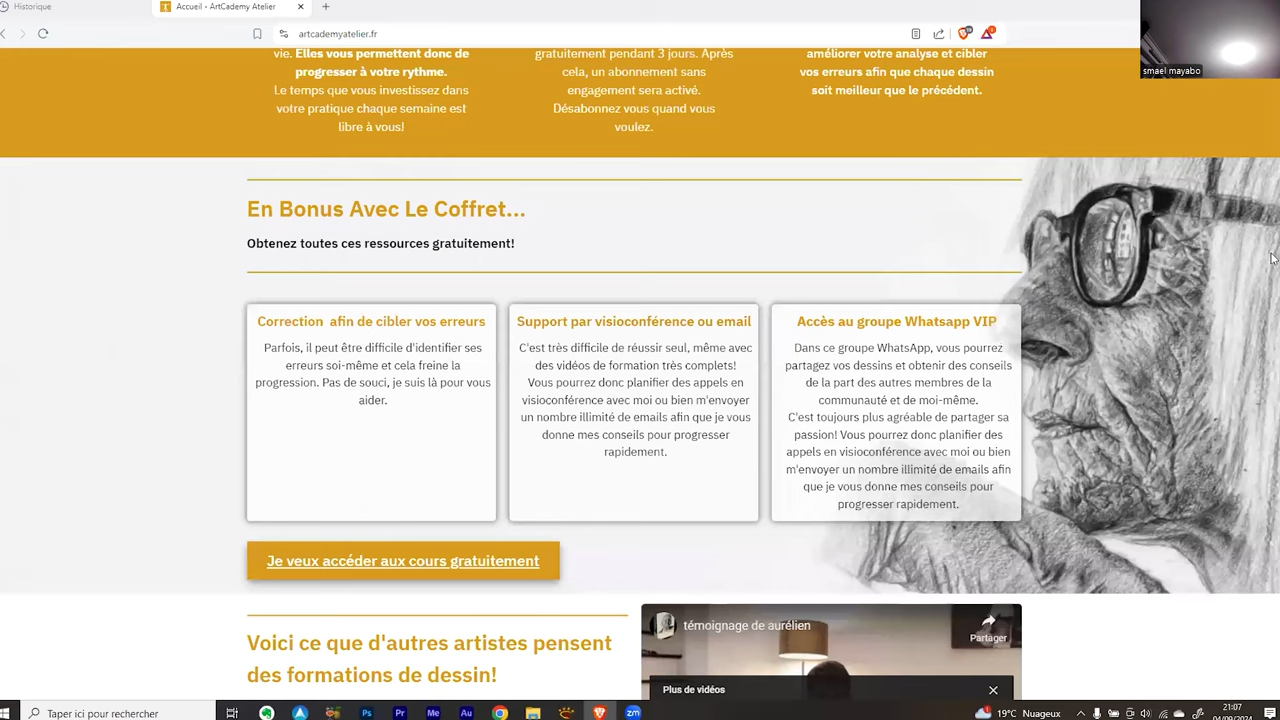 Historique
Accueil - ArtCademy Atelier
artcademyatelier.fr
smael mayabo
vie. Elles vous permettent donc de
progresser à votre rythme.
Le temps que vous investissez dans
votre pratique chaque semaine est
libre à vous!
gratuitement pendant 3 jours. Après
cela, un abonnement sans
engagement sera activé.
Désabonnez vous quand vous
voulez.
améliorer votre analyse et cibler
vos erreurs afin que chaque dessin
soit meilleur que le précédent.
En Bonus Avec Le Coffret...
Obtenez toutes ces ressources gratuitement!
Correction afin de cibler vos erreurs
Parfois, il peut être difficile d'identifier ses
erreurs soi-même et cela freine la
progression. Pas de souci, je suis là pour vous
aider.
Support par visioconférence ou email
C'est très difficile de réussir seul, même avec
des vidéos de formation très complets!
Vous pourrez donc planifier des appels en
visioconférence avec moi ou bien m'envoyer
un nombre illimité de emails afin que je vous
donne mes conseils pour progresser
rapidement.
Accès au groupe Whatsapp VIP
Dans ce groupe WhatsApp, vous pourrez
partagez vos dessins et obtenir des conseils
de la part des autres membres de la
communauté et de moi-même.
C'est toujours plus agréable de partager sa
passion! Vous pourrez donc planifier des
appels en visioconférence avec moi ou bien
m'envoyer un nombre illimité de emails afin
que je vous donne mes conseils pour
progresser rapidement.
Je veux accéder aux cours gratuitement
Voici ce que d'autres artistes pensent
des formations de dessin!
témoignage de aurélien
Partager
Plus de vidéos
Taper ici pour rechercher
Ps
Pr
Me
Au
zm
19°C Nuageux
21:07
04/09/2024